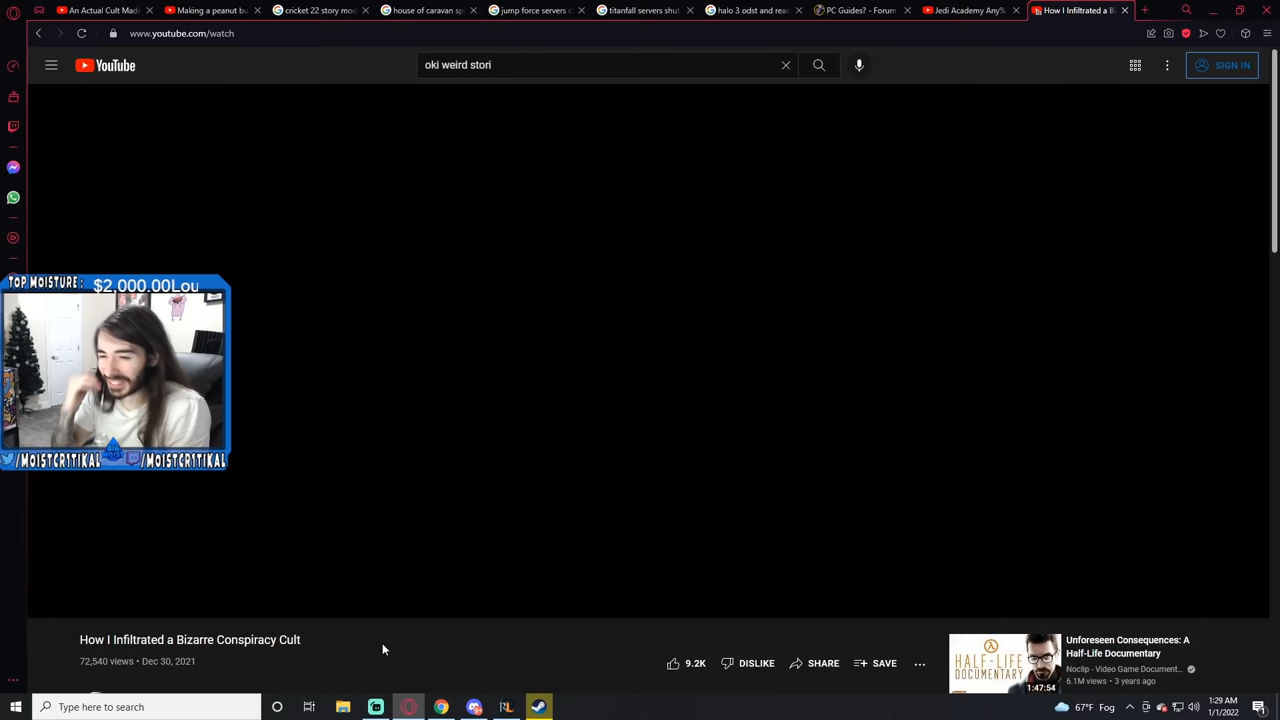 An Actual Cult Mad
Making a peanut bu
cricket 22 story mod
house of caravan sp
jump force servers c
titanfall servers shut
halo 3 odst and rea
PC Guides? - Forum
Jedi Academy Any%
How I Infiltrated a B
www.youtube.com/watch
YouTube
oki weird stori
SIGN IN
TOP MOISTURE: $2,000.00Lou
BIG MOIST
/MOISTCR1TIKAL /MOISTCR1TIKAL
How I Infiltrated a Bizarre Conspiracy Cult
72,540 views • Dec 30, 2021
9.2K
DISLIKE
SHARE
SAVE
HALF-LIFE
DOCUMENTARY
1:47:54
Unforeseen Consequences: A
Half-Life Documentary
Noclip - Video Game Document...
6.1M views • 3 years ago
Type here to search
67°F Fog
1:29 AM
1/1/2022